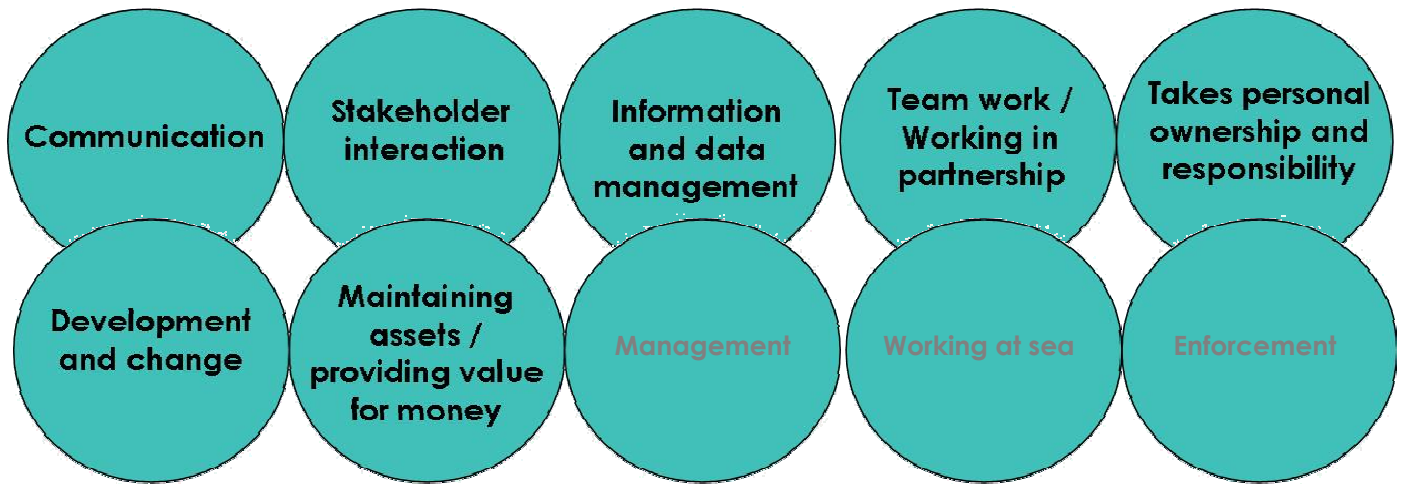 Communication
Stakeholder
interaction
Information
and data
management
Team work /
Working in
partnership
Takes personal
ownership and
responsibility
Development
and change
Maintaining
assets /
providing value
for money
Management
Working at sea
Enforcement